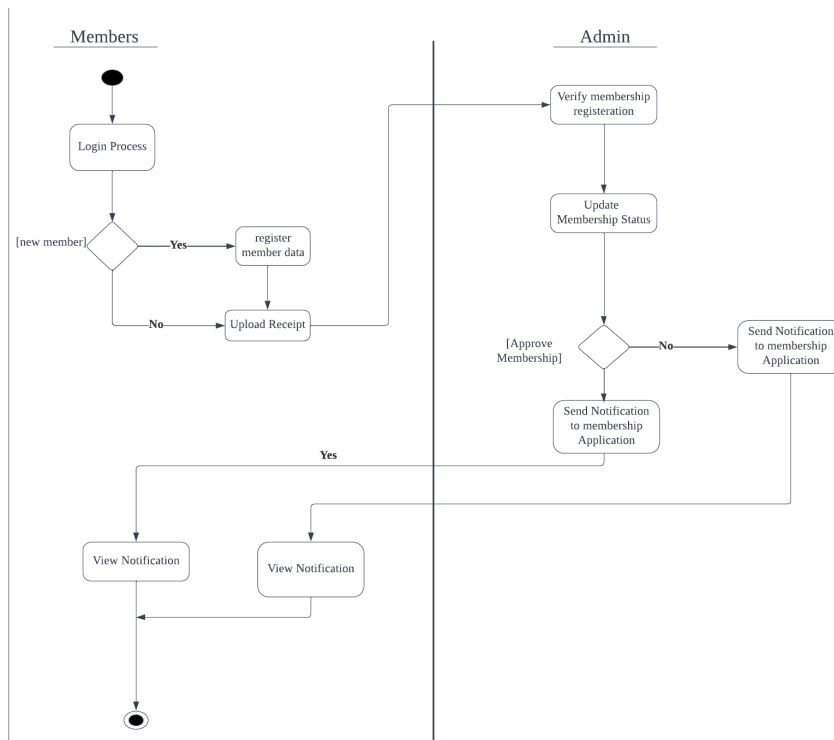 Members
Admin
Verify membership
registeration
Login Process
Update
Membership Status
[new member]
Yes
register
member data
No
Upload Receipt
[Approve
Membership]
No
Send Notification
to membership
Application
Send Notification
to membership
Application
Yes
View Notification
View Notification